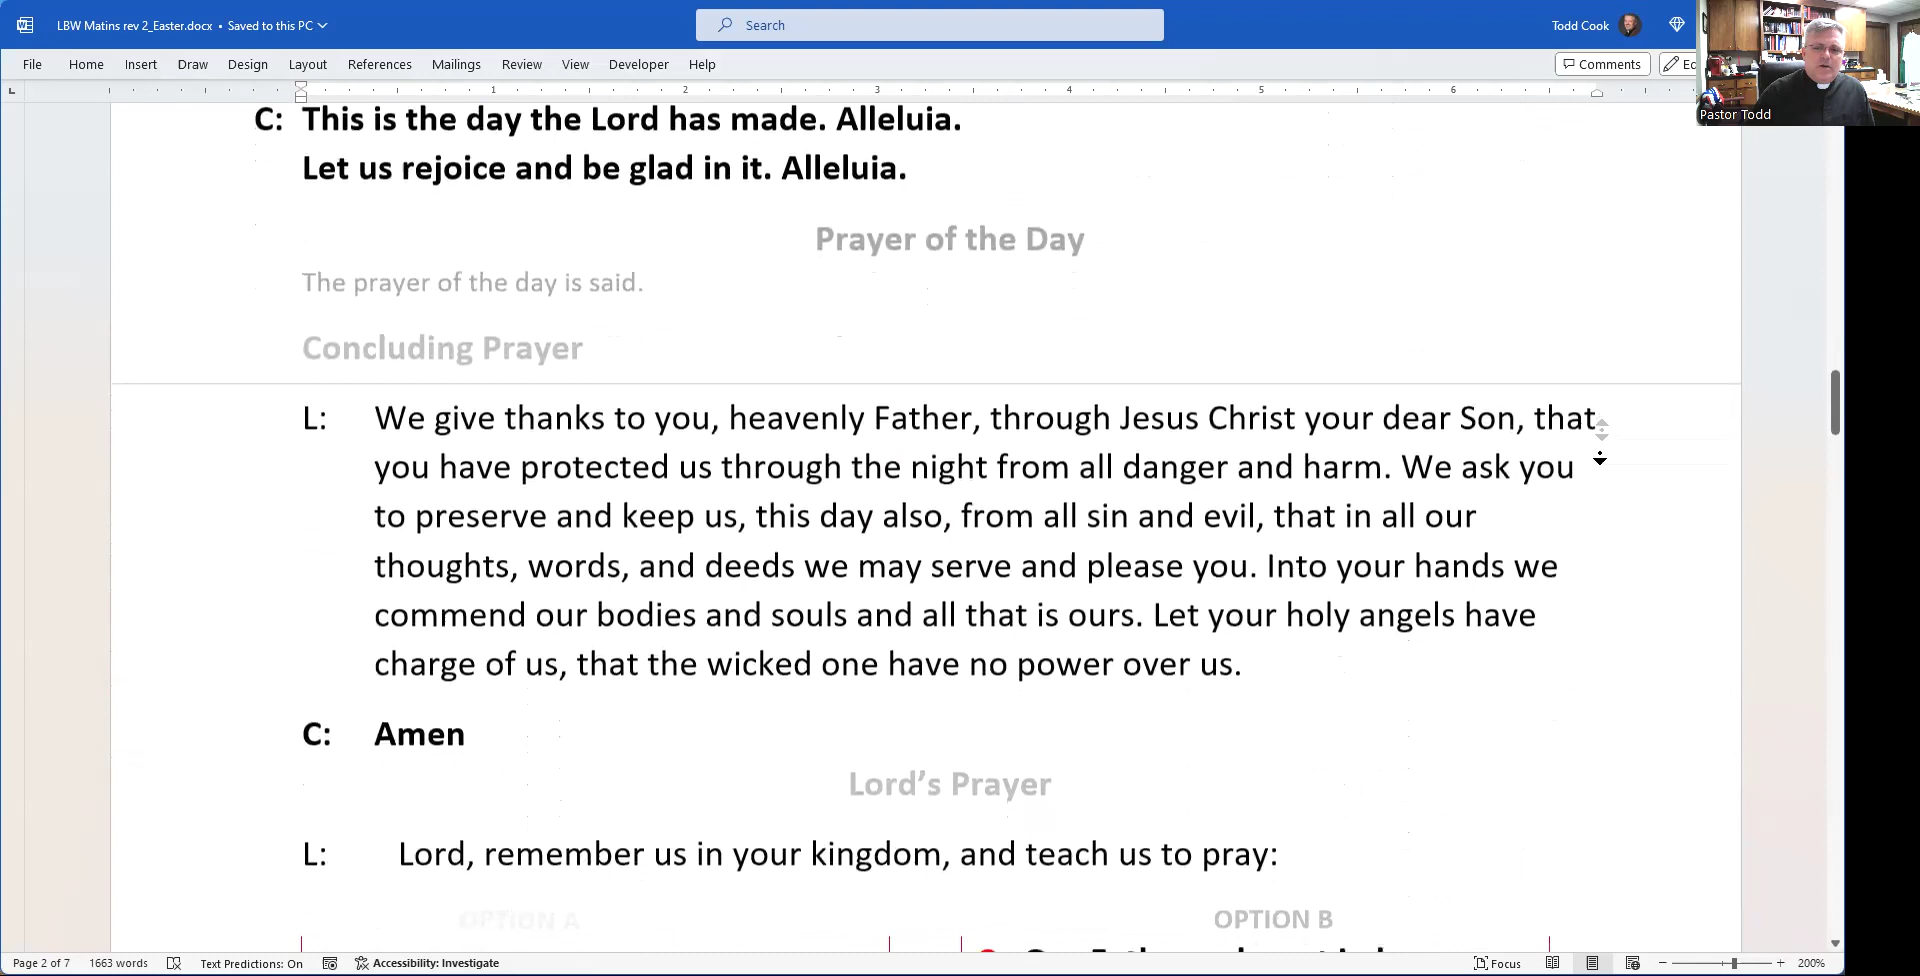 LBW Matins rev 2_Easter.docx • Saved to this PC
Search
Todd Cook
File Home Insert Draw Design Layout References Mailings Review View Developer Help
Comments
1 2 3 4 5 6
Pastor Todd
C: This is the day the Lord has made. Alleluia.
Let us rejoice and be glad in it. Alleluia.
Prayer of the Day
The prayer of the day is said.
Concluding Prayer
L: We give thanks to you, heavenly Father, through Jesus Christ your dear Son, that
you have protected us through the night from all danger and harm. We ask you
to preserve and keep us, this day also, from all sin and evil, that in all our
thoughts, words, and deeds we may serve and please you. Into your hands we
commend our bodies and souls and all that is ours. Let your holy angels have
charge of us, that the wicked one have no power over us.
C: Amen
Lord’s Prayer
L: Lord, remember us in your kingdom, and teach us to pray:
OPTION A OPTION B
Page 2 of 7 1663 words Text Predictions: On Accessibility: Investigate Focus 200%